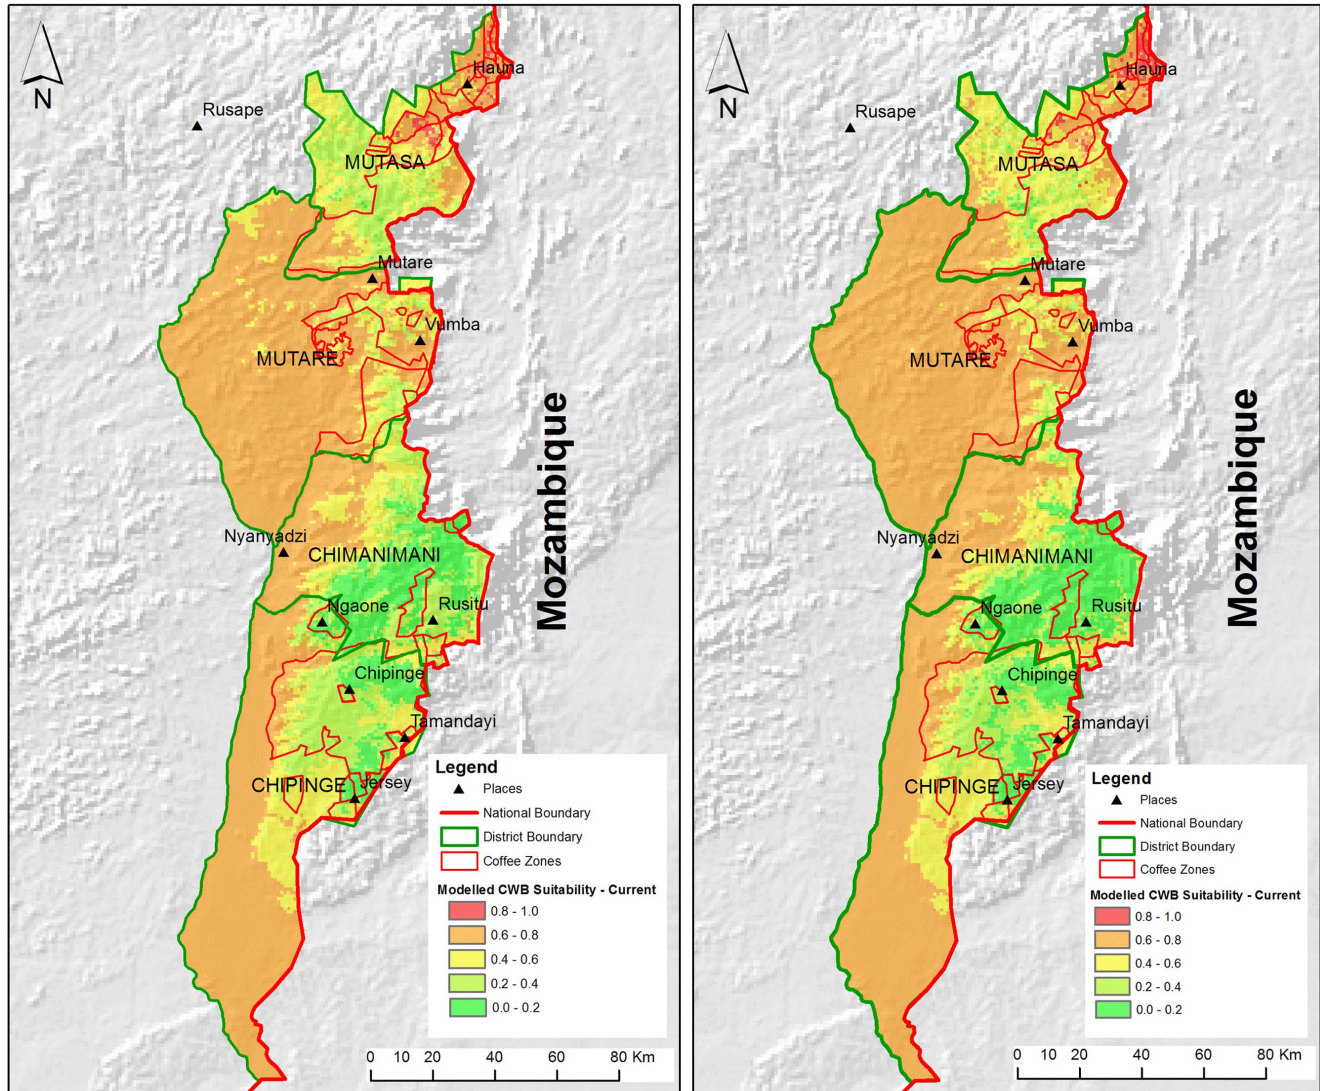 N
Rusape
Hauna
MUTASA
Mutare
Vumba
MUTARE
Mozambique
Nyanyadzi
CHIMANIMANI
Ngaone
Rusitu
Chipinge
Tamandayi
CHIPINGE
Jersey
Legend
Places
National Boundary
District Boundary
Coffee Zones
Modelled CWB Suitability - Current
0.8 - 1.0
0.6 - 0.8
0.4 - 0.6
0.2 - 0.4
0.0 - 0.2
0 10 20 40 60 80 Km
N
Rusape
Hauna
MUTASA
Mutare
Vumba
MUTARE
Mozambique
Nyanyadzi
CHIMANIMANI
Ngaone
Rusitu
Chipinge
Tamandayi
CHIPINGE
Jersey
Legend
Places
National Boundary
District Boundary
Coffee Zones
Modelled CWB Suitability - Current
0.8 - 1.0
0.6 - 0.8
0.4 - 0.6
0.2 - 0.4
0.0 - 0.2
0 10 20 40 60 80 Km